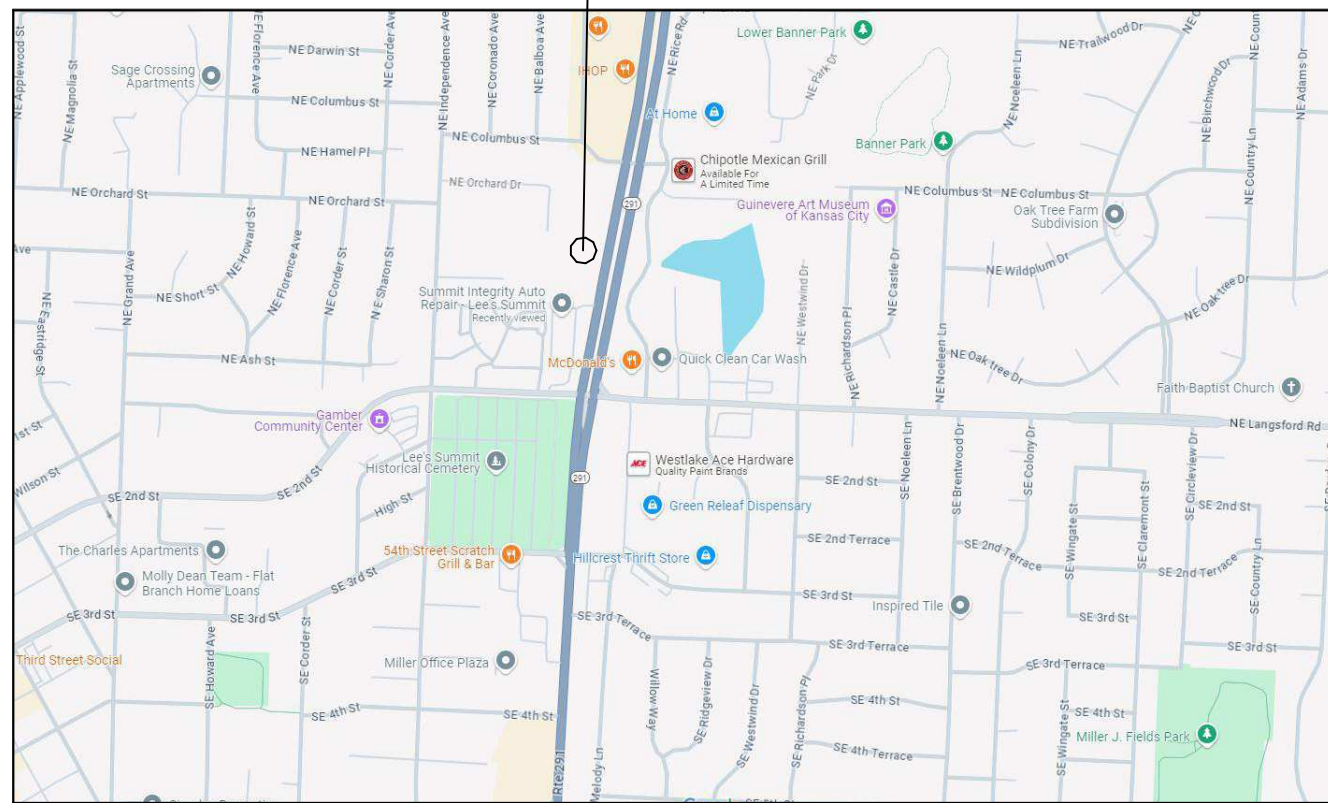 NE Applewood St
NE Magnolia St
NE Florence Ave
NE Darwin St
NE Corder Ave
NE Independence Ave
NE Coronado Ave
NE Balboa Ave
IHOP
NE Rice Rd
Lower Banner Park
NE Park Dr
NE Noeleen Ln
NE Trailwood Dr
NE Birchwood Dr
NE Country Ln
NE Adams Dr
Sage Crossing
Apartments
NE Columbus St
At Home
NE Columbus St
Banner Park
NE Hamel Pl
Chipotle Mexican Grill
Available For
A Limited Time
NE Orchard St
NE Orchard St
NE Orchard Dr
291
Guinevere Art Museum
of Kansas City
NE Columbus St
NE Columbus St
Oak Tree Farm
Subdivision
Ave
NE Grand Ave
NE Howard St
NE Florence Ave
NE Corder St
NE Sharon St
NE Short St
NE Eastridge St
Summit Integrity Auto
Repair - Lee's Summit
Recently viewed
NE Westwind Dr
NE Castle Dr
NE Richardson Pl
NE Wildplum Dr
NE Noeleen Ln
NE Oak tree Dr
NE Ash St
McDonald's
Quick Clean Car Wash
NE Oak tree Dr
Faith Baptist Church
Gamber
Community Center
NE Langsford Rd
1st St
Wilson St
SE 2nd St
SE 2nd St
High St
Lee's Summit
Historical Cemetery
291
Westlake Ace Hardware
Quality Paint Brands
Green Releaf Dispensary
SE 2nd St
SE Noeleen Ln
SE Brentwood Dr
SE Colony Dr
SE Wingate St
SE Claremont St
SE Circleview Dr
SE 2nd St
SE Country Ln
The Charles Apartments
54th Street Scratch
Grill & Bar
Hillcrest Thrift Store
SE 2nd Terrace
SE 2nd Terrace
SE 2nd Terrace
Molly Dean Team - Flat
Branch Home Loans
SE 3rd St
SE 3rd St
SE 3rd St
SE 3rd St
Inspired Tile
SE 3rd Terrace
SE 3rd Terrace
SE 3rd Terrace
SE 3rd St
Third Street Social
SE Howard Ave
SE Corder St
Miller Office Plaza
Willow Way
SE Ridgeview Dr
SE Westwind Dr
SE Richardson Pl
SE 4th St
SE 4th St
SE 4th St
SE 4th Terrace
SE Wingate St
SE 4th St
Miller J. Fields Park
Rte 291
Melody Ln